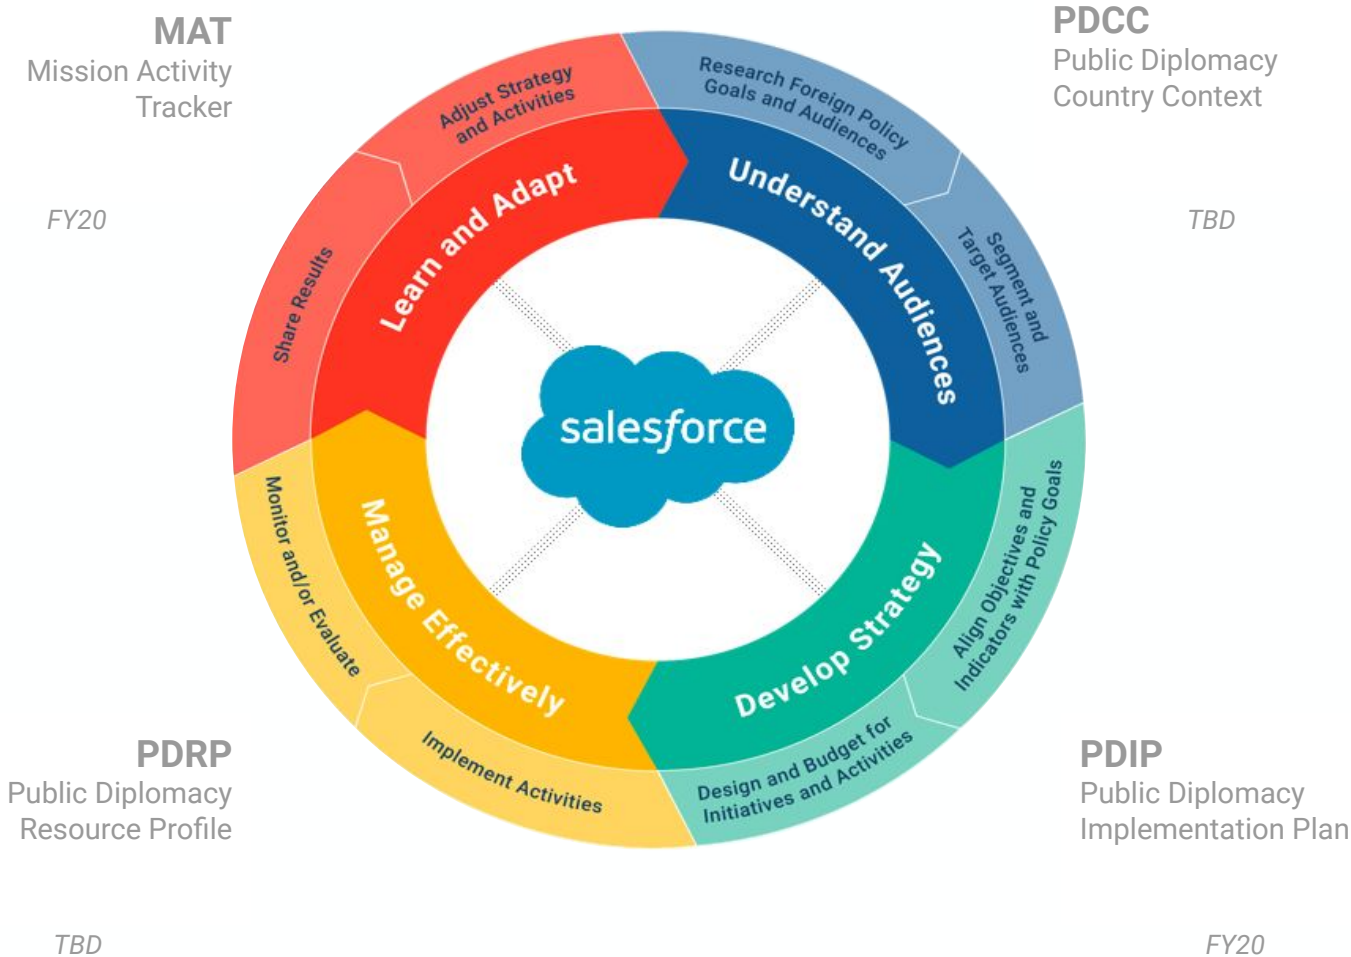 MAT
Mission Activity
Tracker
FY20
PDCC
Public Diplomacy
Country Context
TBD
Adjust Strategy
and Activities
Research Foreign Policy
Goals and Audiences
Learn and Adapt
Understand Audiences
Share Results
Segment and
Target Audiences
salesforce
Monitor and/or Evaluate
Manage Effectively
Develop Strategy
Align Objectives and
Indicators with Policy Goals
Implement Activities
Design and Budget for
Initiatives and Activities
PDRP
Public Diplomacy
Resource Profile
TBD
PDIP
Public Diplomacy
Implementation Plan
FY20